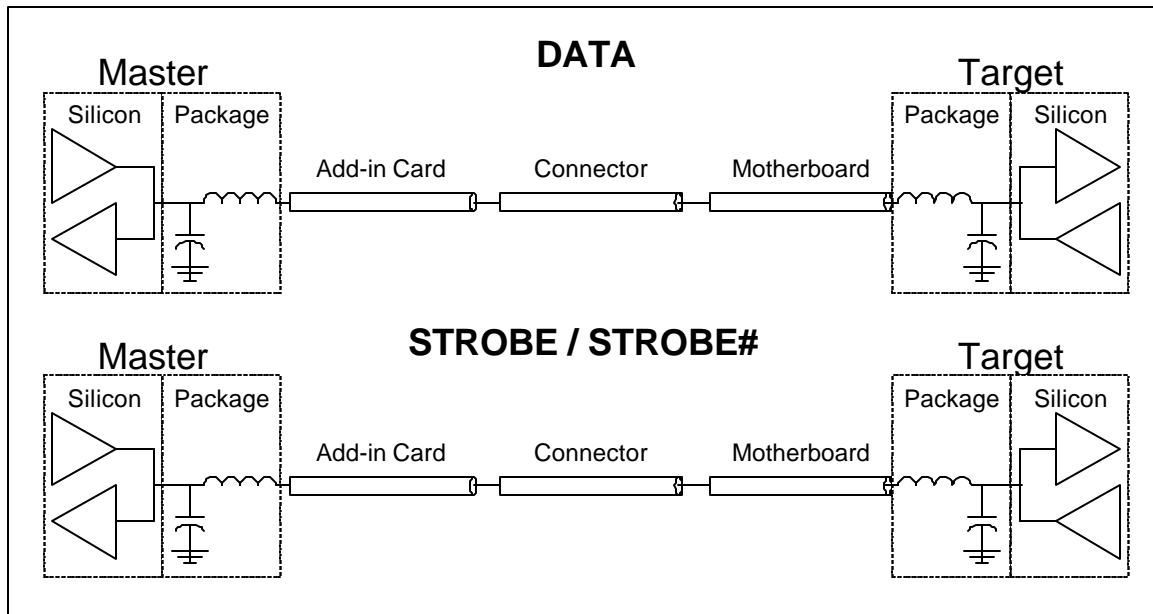 DATA
Master
Target
Silicon
Package
Package
Silicon
Add-in Card
Connector
Motherboard
STROBE / STROBE#
Master
Target
Silicon
Package
Package
Silicon
Add-in Card
Connector
Motherboard